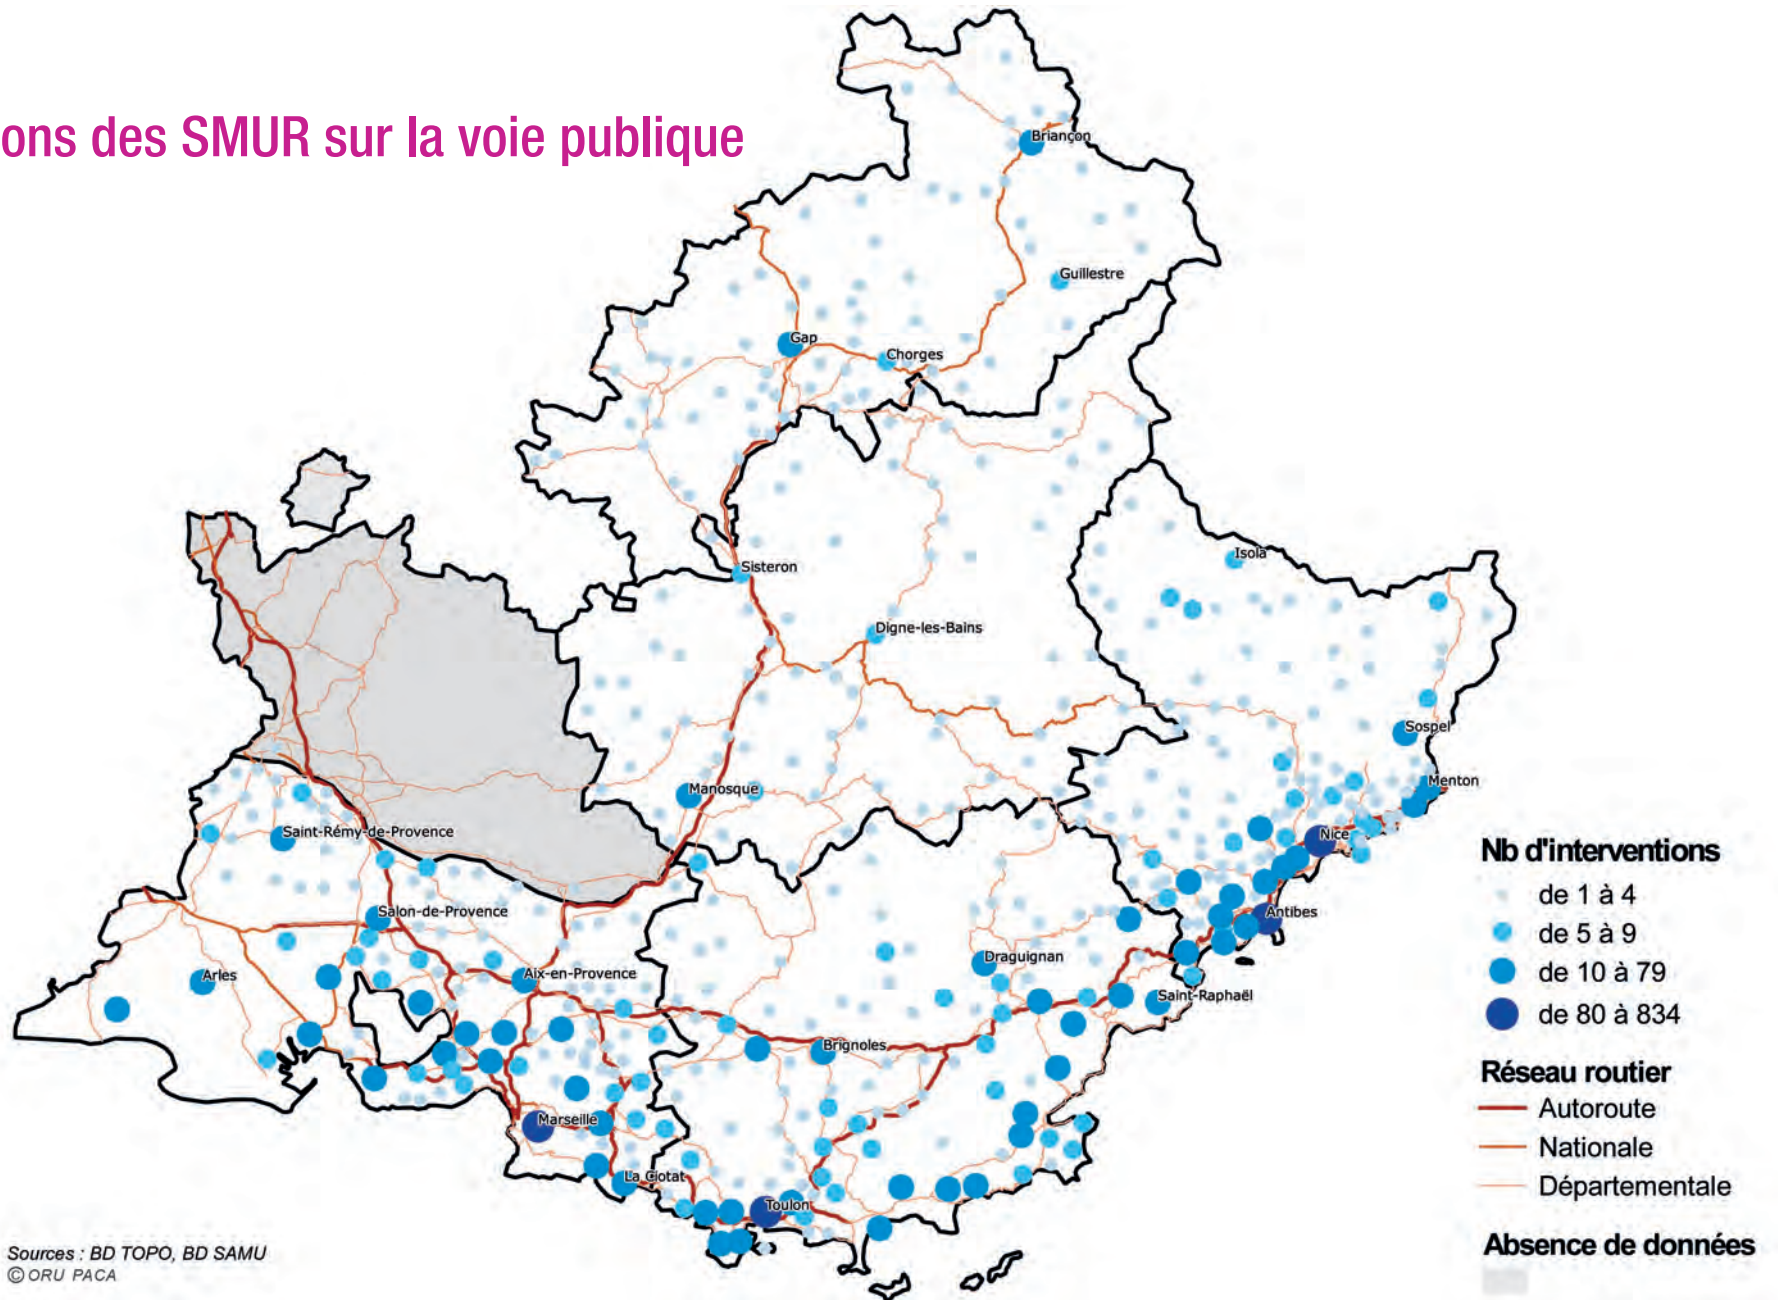 ons des SMUR sur la voie publique
Briançon
Guillestre
Gap
Chorges
Isola
Sisteron
Digne-les-Bains
Sospel
Manosque
Menton
Saint-Rémy-de-Provence
Nice
Salon-de-Provence
Antibes
Arles
Aix-en-Provence
Draguignan
Saint-Raphaël
Brignoles
Marseille
La Ciotat
Toulon
Nb d'interventions
de 1 à 4
de 5 à 9
de 10 à 79
de 80 à 834
Réseau routier
Autoroute
Nationale
Départementale
Absence de données
Sources : BD TOPO, BD SAMU
© ORU PACA